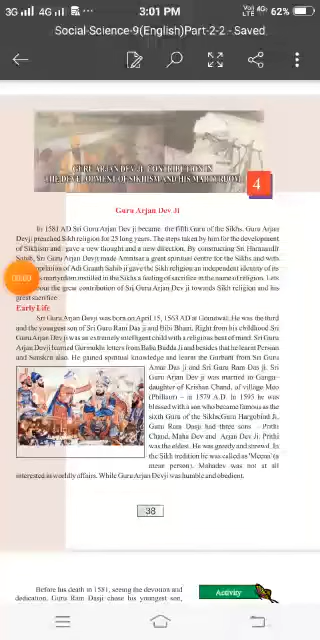 3G 4G 3:01 PM Vo) 4G LTE 62%
Social-Science-9(English)Part-2-2 - Saved
GURU ARJAN DEV JI: CONTRIBUTION IN
THE DEVELOPMENT OF SIKHISM AND HIS MARTYRDOM
4
Guru Arjan Dev Ji
In 1581 AD Sri Guru Arjan Dev ji became the fifth Guru of the Sikhs. Guru Arjan
Devji preached Sikh religion for 25 long years. The steps taken by him for the development
of Sikhism and gave a new thought and a new direction. By constructing Sri Harmandir
Sahib, Sri Guru Arjan Devji made Amritsar a great spiritual centre for the Sikhs and with
of Adi Granth Sahib ji gave the Sikh religion an independent identity of its
martyrdom instilled in the Sikhs a feeling of sacrifice in the name of religion. Lets
the great contribution of Sri Guru Arjan Dev ji towards Sikh religion and his
great sacrifice.
00:00
Early Life
Sri Guru Arjan Devji was born on April 15, 1563 AD at Goindwal. He was the third
and the youngest son of Sri Guru Ram Das ji and Bibi Bhani. Right from his childhood Sri
Guru Arjan Dev ji was an extremely intelligent child with a religious bent of mind. Sri Guru
Arjan Devji learned Gurmukhi letters from Baba Budda Ji and besides that he learnt Persian
and Sanskrit also. He gained spiritual knowledge and learnt the Gurbani from Sri Guru
Amar Das ji and Sri Guru Ram Das ji. Sri
Guru Arjan Dev ji was married to Ganga-
daughter of Krishan Chand, of village Meo
(Phillaur) – in 1579 A.D. In 1595 he was
blessed with a son who became famous as the
sixth Guru of the Sikhs,Guru Hargobind Ji.
Guru Ram Dasji had three sons – Prithi
Chand, Maha Dev and Arjan Dev Ji. Prithi
was the eldest. He was greedy and shrewd. In
the Sikh tradition he was called as 'Meena' (a
mean person). Mahadev was not at all
interested in worldly affairs. While Guru Arjan Devji was humble and obedient.
38
Before his death in 1581, seeing the devotion and
dedication, Guru Ram Dasji chose his youngest son,
Activity